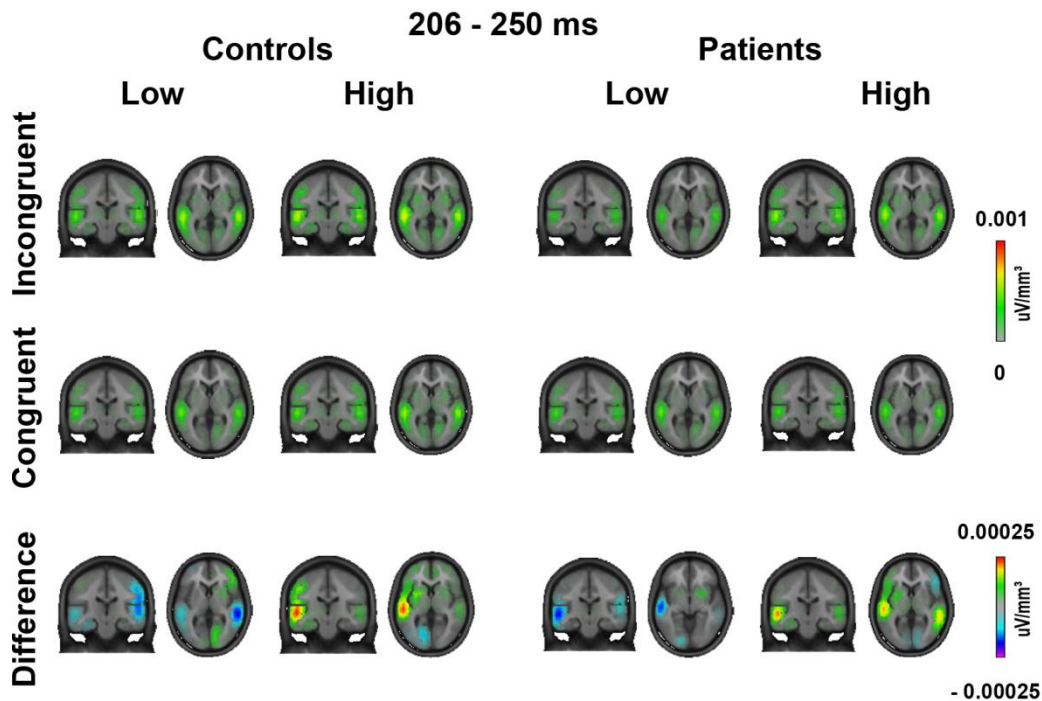 206 - 250 ms
Controls
Patients
Low
High
Low
High
Incongruent
0.001
uV/mm³
0
Congruent
Difference
0.00025
uV/mm³
- 0.00025